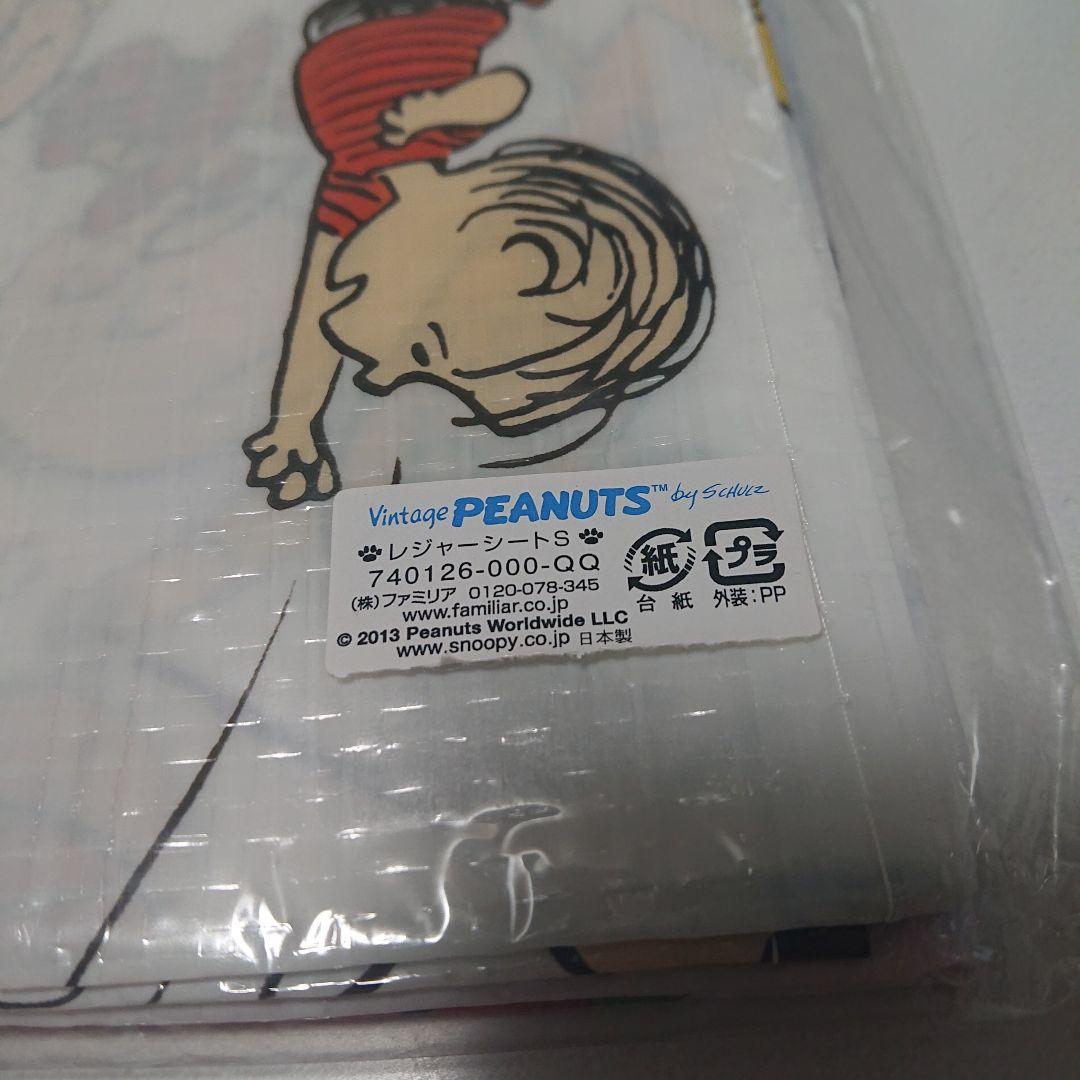 Vintage PEANUTS™ by SCHULZ
レジャーシートS
740126-000-QQ
(株)ファミリア 0120-078-345
www.familiar.co.jp
© 2013 Peanuts Worldwide LLC
www.snoopy.co.jp 日本製
紙
台紙
プラ
外装:PP